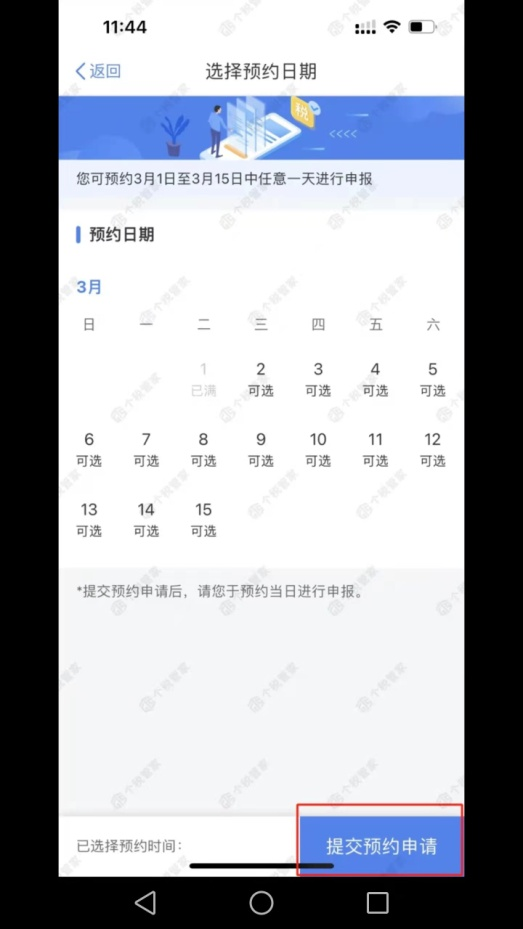 11:44
返回
选择预约日期
税
您可预约3月1日至3月15日中任意一天进行申报
预约日期
3月
日 一 二 三 四 五 六
1 2 3 4 5
已满 可选 可选 可选 可选
6 7 8 9 10 11 12
可选 可选 可选 可选 可选 可选 可选
13 14 15
可选 可选 可选
*提交预约申请后，请您于预约当日进行申报。
已选择预约时间：
提交预约申请
个税管家